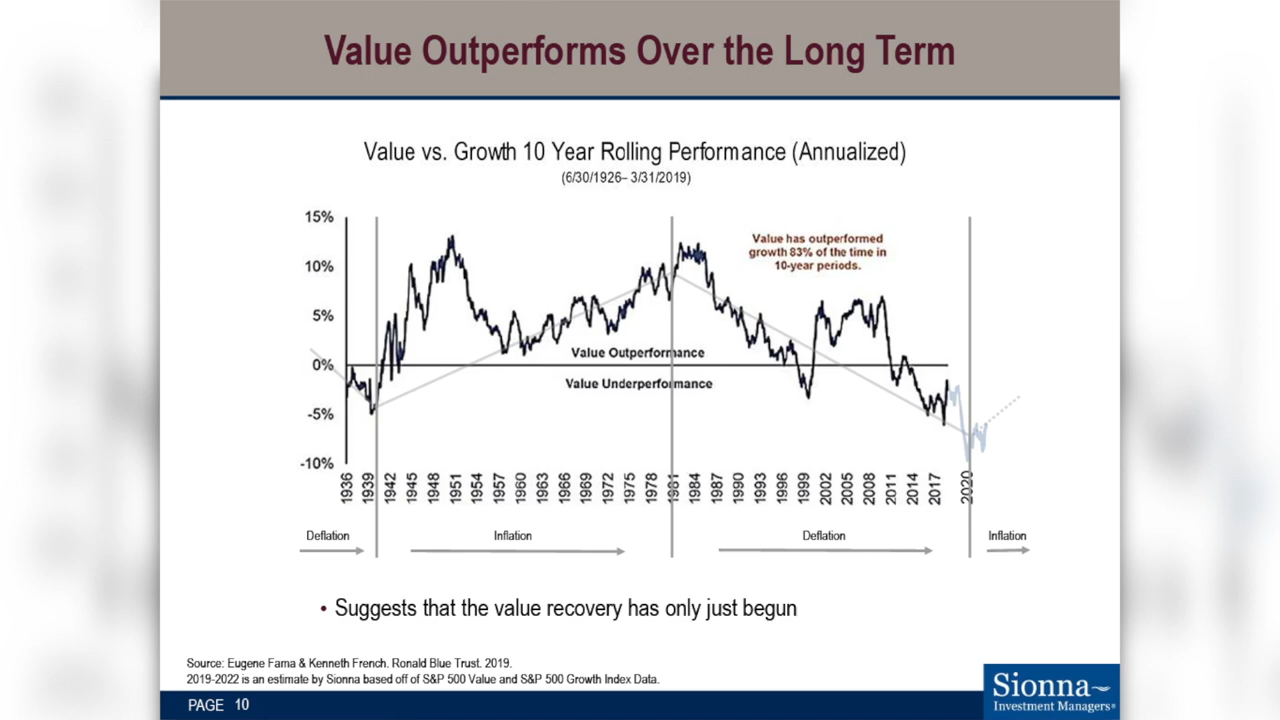 Value Outperforms Over the Long Term
Value vs. Growth 10 Year Rolling Performance (Annualized)
(6/30/1926– 3/31/2019)
15%
10%
5%
0%
-5%
-10%
Value has outperformed
growth 83% of the time in
10-year periods.
Value Outperformance
Value Underperformance
1936 1939 1942 1945 1948 1951 1954 1957 1960 1963 1966 1969 1972 1975 1978 1981 1984 1987 1990 1993 1996 1999 2002 2005 2008 2011 2014 2017 2020
Deflation Inflation Deflation Inflation
• Suggests that the value recovery has only just begun
Source: Eugene Fama & Kenneth French. Ronald Blue Trust. 2019.
2019-2022 is an estimate by Sionna based off of S&P 500 Value and S&P 500 Growth Index Data.
PAGE 10
Sionna
Investment Managers®